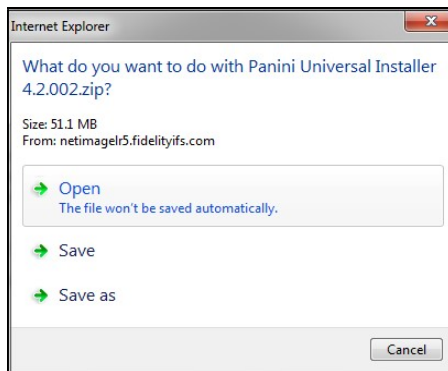 Internet Explorer
What do you want to do with Panini Universal Installer
4.2.002.zip?
Size: 51.1 MB
From: netimagelr5.fidelityifs.com
Open
The file won't be saved automatically.
Save
Save as
Cancel